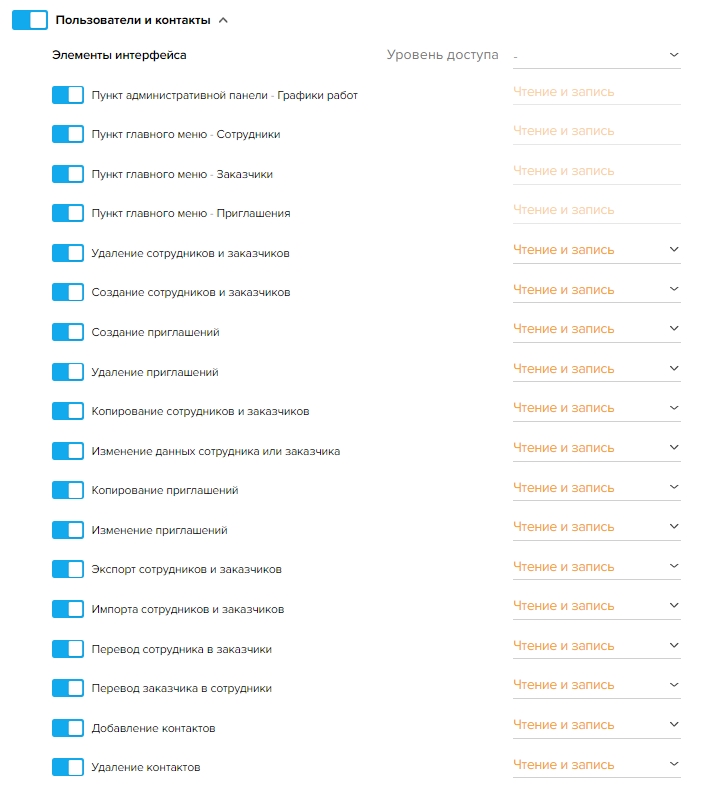 Пользователи и контакты
Элементы интерфейса Уровень доступа -
Пункт административной панели - Графики работ Чтение и запись
Пункт главного меню - Сотрудники Чтение и запись
Пункт главного меню - Заказчики Чтение и запись
Пункт главного меню - Приглашения Чтение и запись
Удаление сотрудников и заказчиков Чтение и запись
Создание сотрудников и заказчиков Чтение и запись
Создание приглашений Чтение и запись
Удаление приглашений Чтение и запись
Копирование сотрудников и заказчиков Чтение и запись
Изменение данных сотрудника или заказчика Чтение и запись
Копирование приглашений Чтение и запись
Изменение приглашений Чтение и запись
Экспорт сотрудников и заказчиков Чтение и запись
Импорта сотрудников и заказчиков Чтение и запись
Перевод сотрудника в заказчики Чтение и запись
Перевод заказчика в сотрудники Чтение и запись
Добавление контактов Чтение и запись
Удаление контактов Чтение и запись